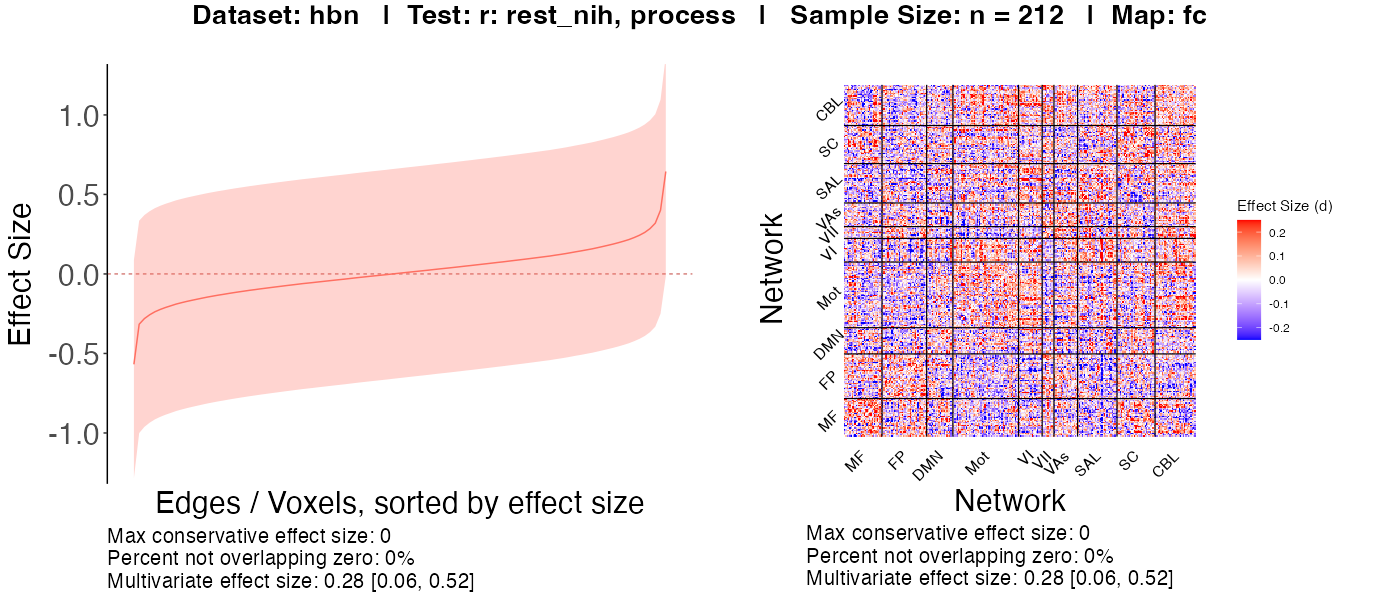 Dataset: hbn | Test: r: rest_nih, process | Sample Size: n = 212 | Map: fc
Effect Size
1.0
0.5
0.0
-0.5
-1.0
Edges / Voxels, sorted by effect size
Max conservative effect size: 0
Percent not overlapping zero: 0%
Multivariate effect size: 0.28 [0.06, 0.52]
Network
CBL
SC
SAL
VAs
VII
VI
Mot
DMN
FP
MF
MF
FP
DMN
Mot
VI
VII
VAs
SAL
SC
CBL
Network
Max conservative effect size: 0
Percent not overlapping zero: 0%
Multivariate effect size: 0.28 [0.06, 0.52]
Effect Size (d)
0.2
0.1
0.0
-0.1
-0.2